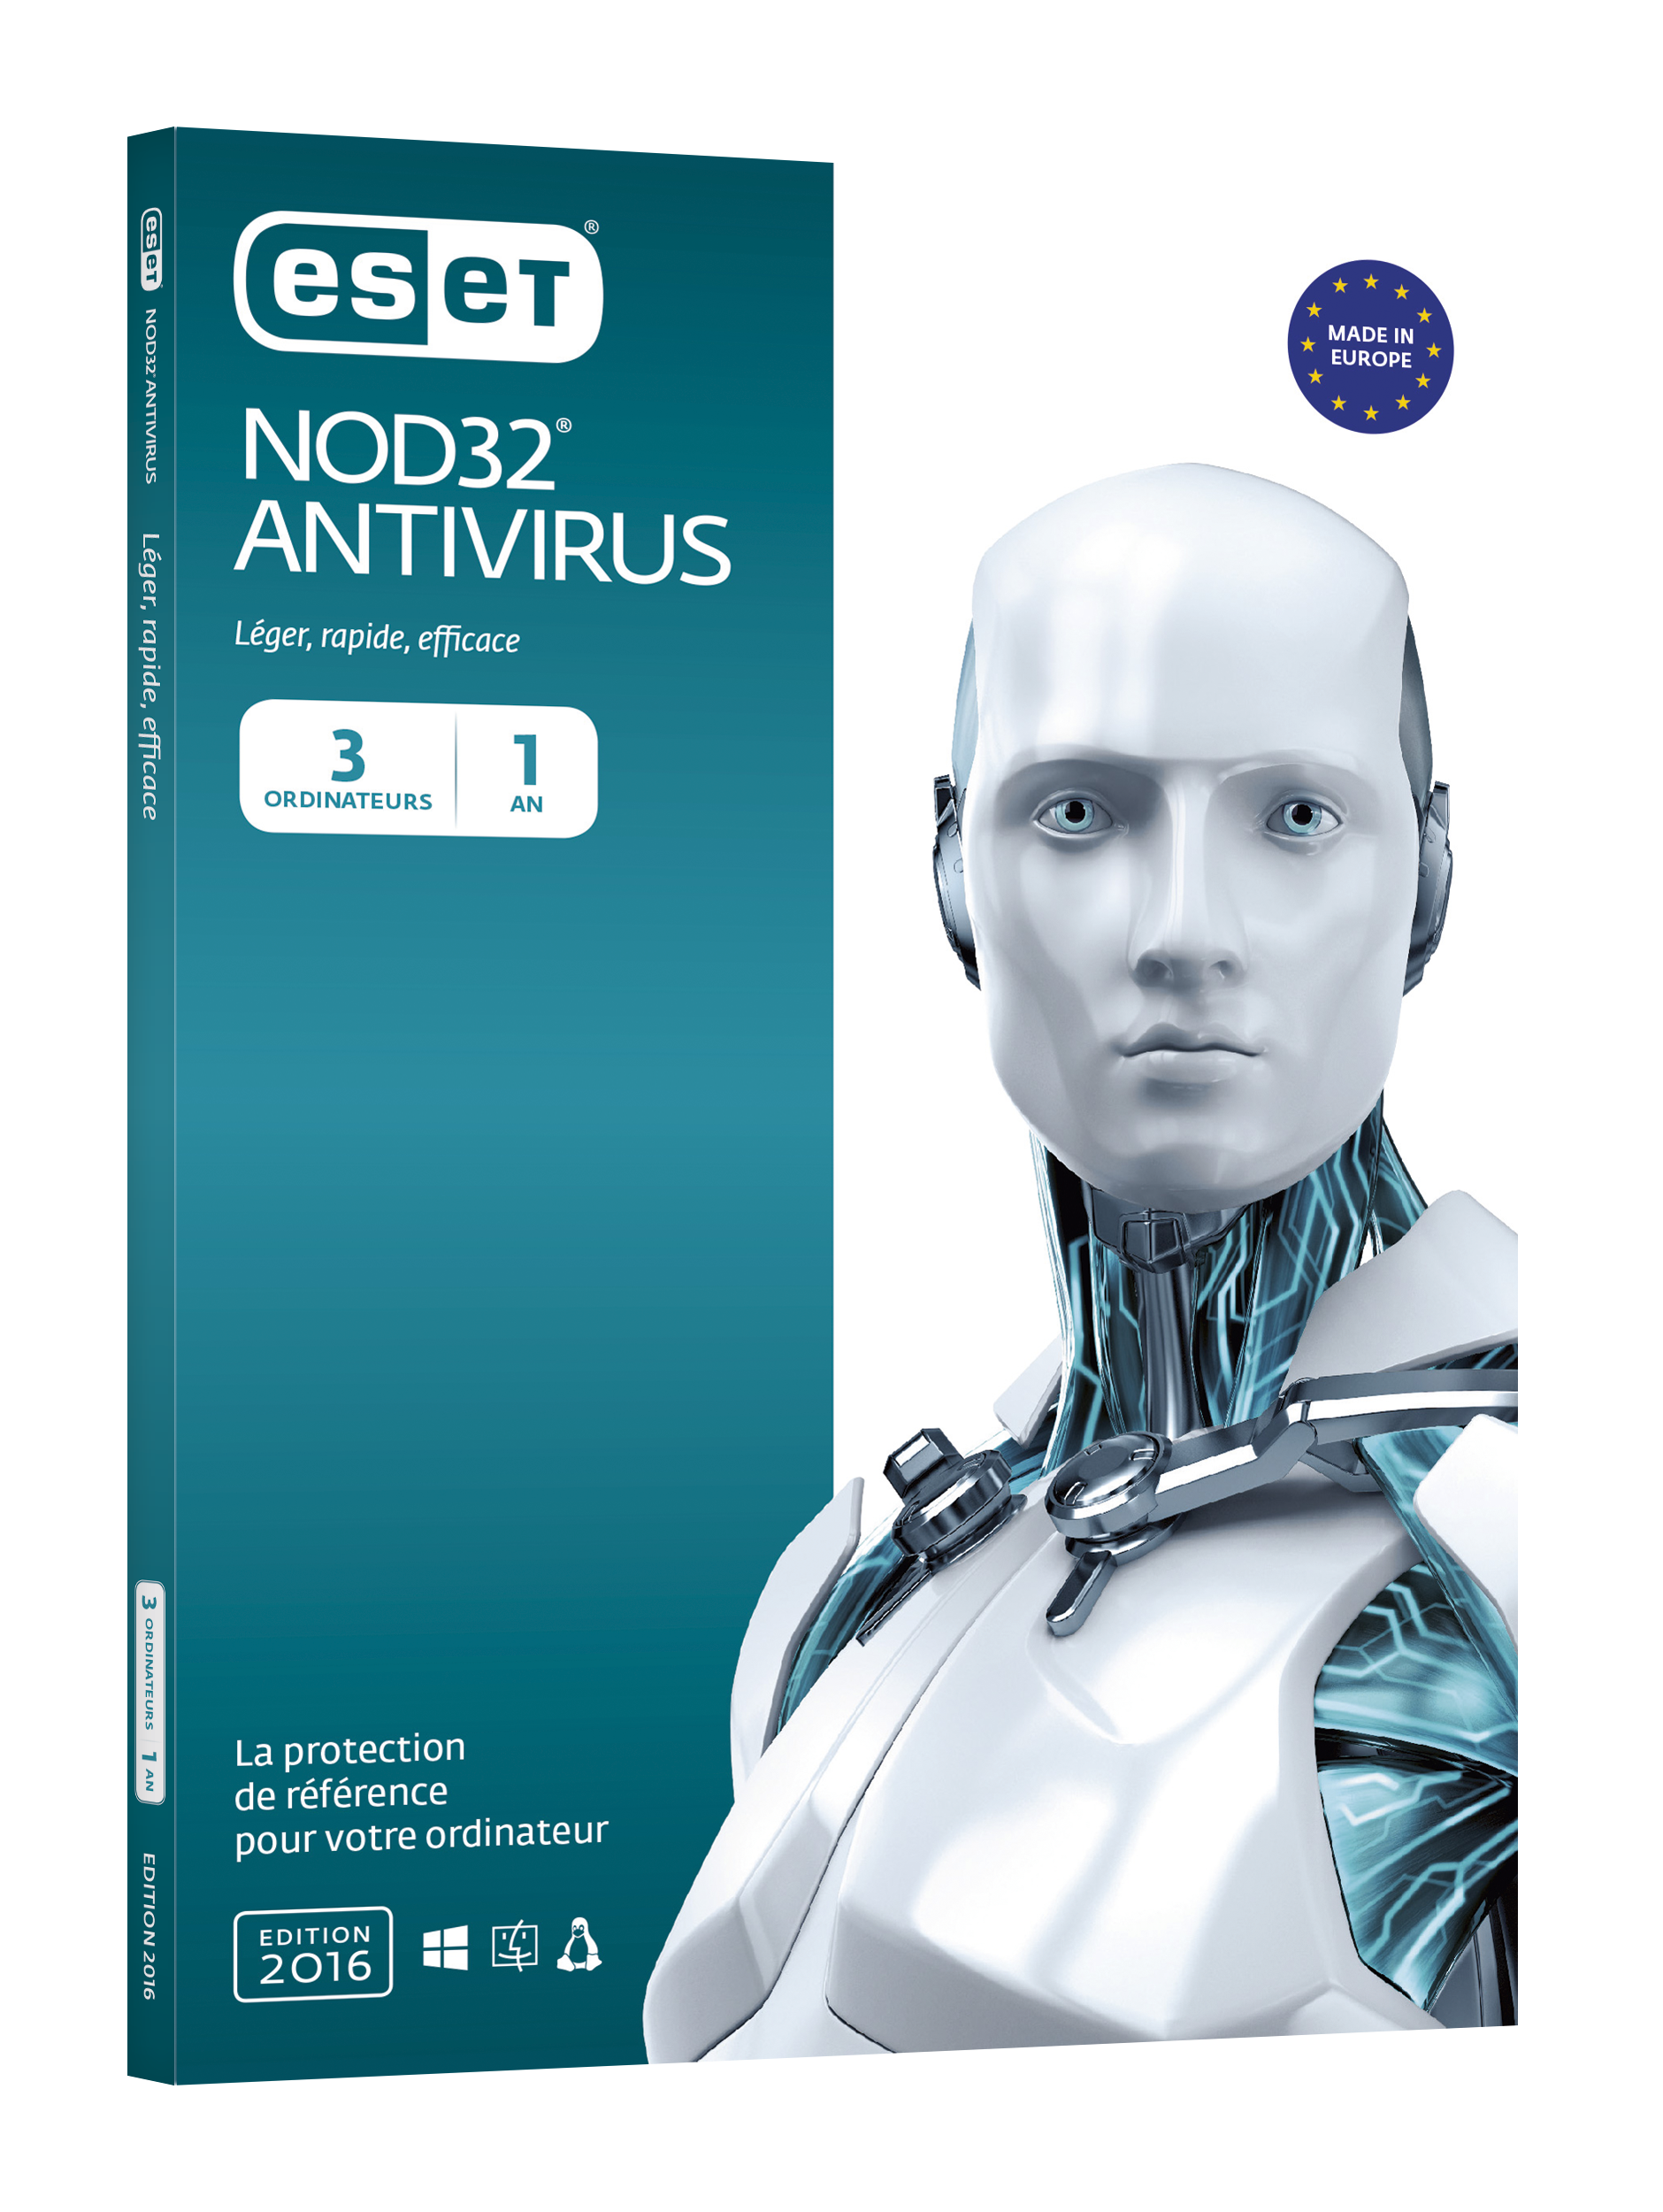 eset®
NOD32®
ANTIVIRUS
Léger, rapide, efficace
3
ORDINATEURS
1
AN
La protection
de référence
pour votre ordinateur
EDITION
2016
MADE IN
EUROPE
eset
NOD32® ANTIVIRUS
Léger, rapide, efficace
3 ORDINATEURS 1 AN
EDITION 2016